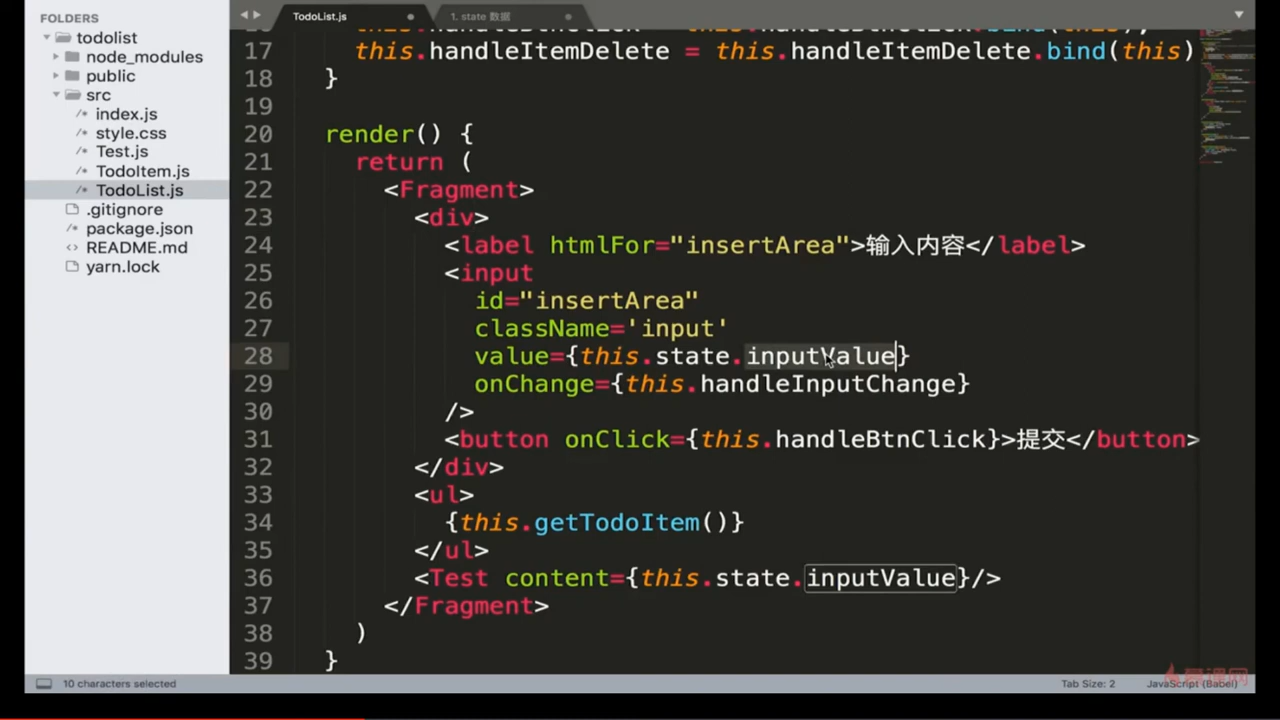 FOLDERS
todolist
node_modules
public
src
index.js
style.css
Test.js
TodoItem.js
TodoList.js
.gitignore
package.json
README.md
yarn.lock
TodoList.js
1. state 数据
17 this.handleItemDelete = this.handleItemDelete.bind(this)
18 }
19
20 render() {
21 return (
22 <Fragment>
23 <div>
24 <label htmlFor="insertArea">输入内容</label>
25 <input
26 id="insertArea"
27 className='input'
28 value={this.state.inputValue}
29 onChange={this.handleInputChange}
30 />
31 <button onClick={this.handleBtnClick}>提交</button>
32 </div>
33 <ul>
34 {this.getTodoItem()}
35 </ul>
36 <Test content={this.state.inputValue}/>
37 </Fragment>
38 )
39 }
10 characters selected
Tab Size: 2
JavaScript (Babel)